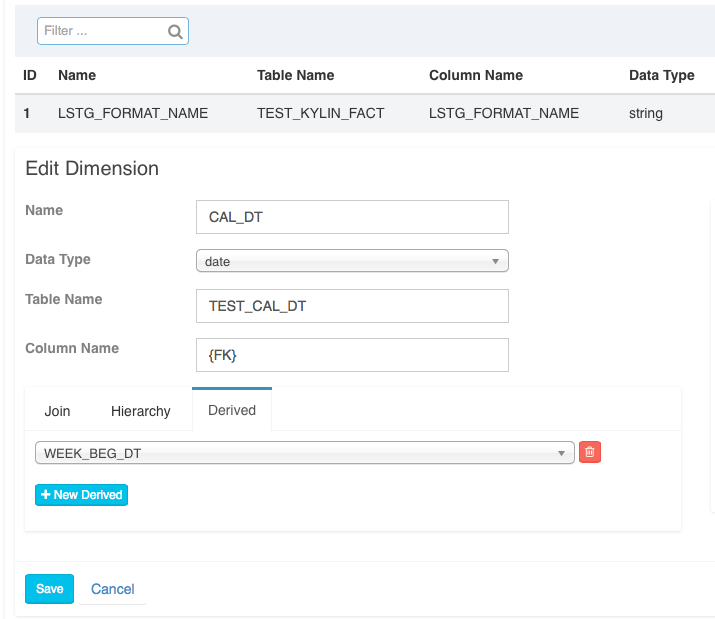 Filter ...
ID Name Table Name Column Name Data Type
1 LSTG_FORMAT_NAME TEST_KYLIN_FACT LSTG_FORMAT_NAME string
Edit Dimension
Name CAL_DT
Data Type date
Table Name TEST_CAL_DT
Column Name {FK}
Join Hierarchy Derived
WEEK_BEG_DT
+ New Derived
Save Cancel